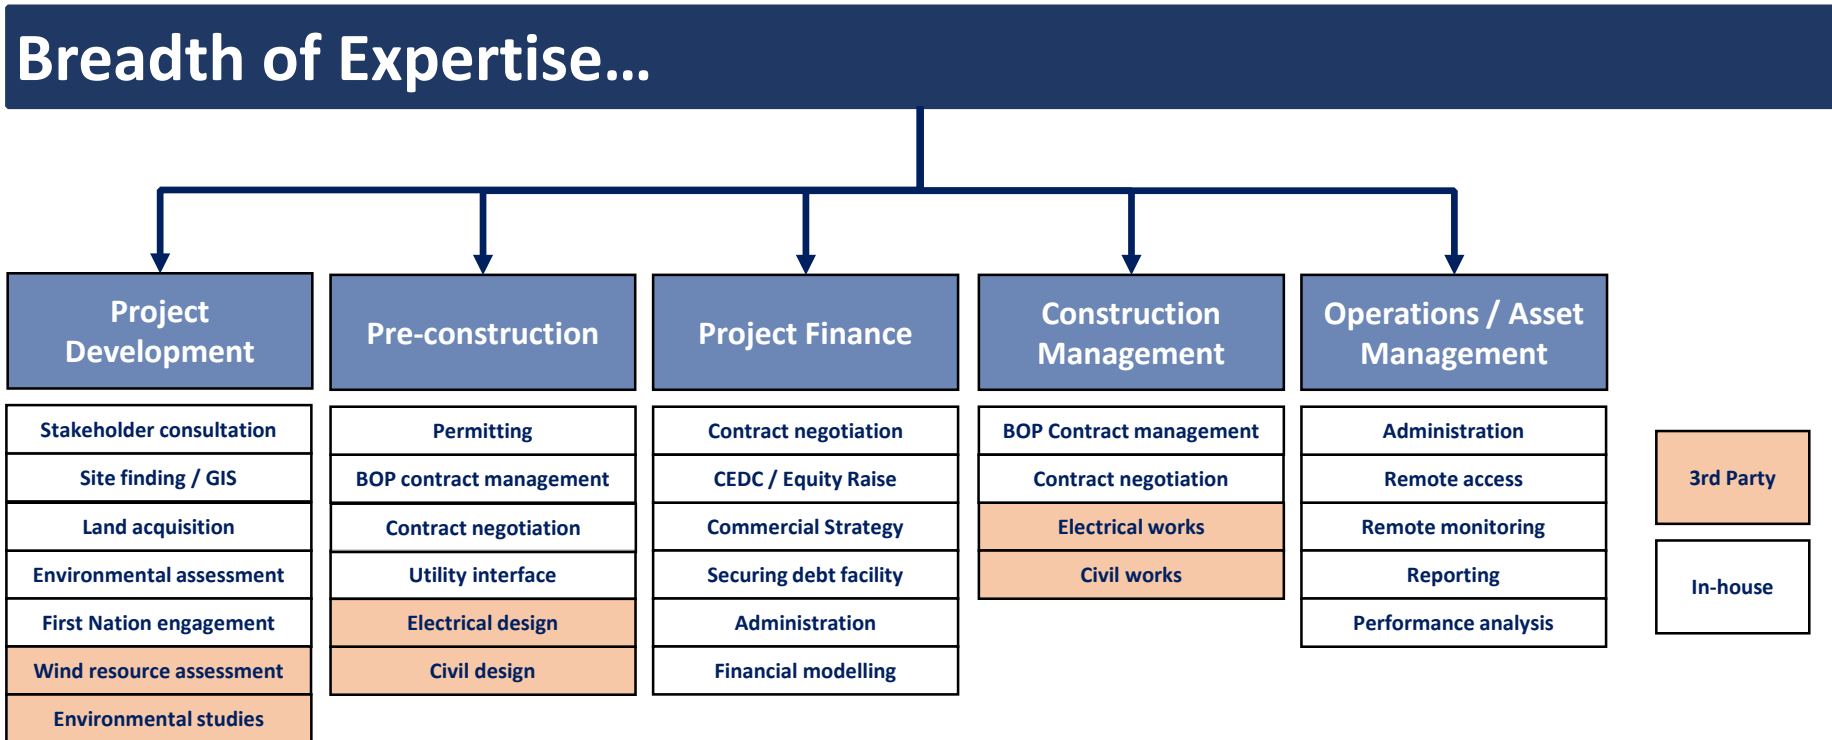 Breadth of Expertise...
Project
Development
Stakeholder consultation
Site finding / GIS
Land acquisition
Environmental assessment
First Nation engagement
Wind resource assessment
Environmental studies
Pre-construction
Permitting
BOP contract management
Contract negotiation
Utility interface
Electrical design
Civil design
Project Finance
Contract negotiation
CEDC / Equity Raise
Commercial Strategy
Securing debt facility
Administration
Financial modelling
Construction
Management
BOP Contract management
Contract negotiation
Electrical works
Civil works
Operations / Asset
Management
Administration
Remote access
Remote monitoring
Reporting
Performance analysis
3rd Party
In-house